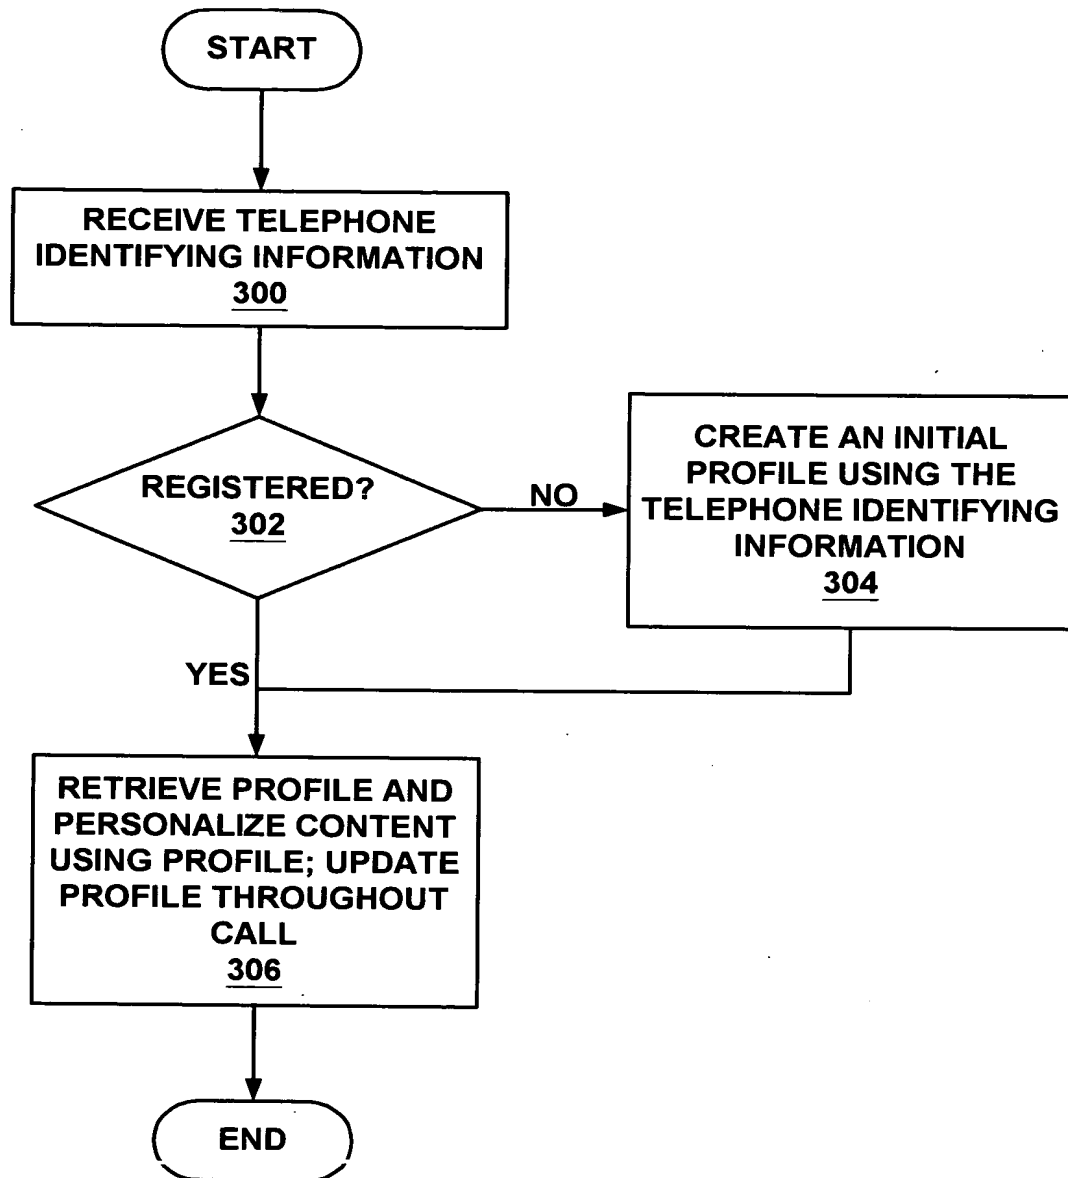 START
RECEIVE TELEPHONE
IDENTIFYING INFORMATION
300
REGISTERED?
302
NO
CREATE AN INITIAL
PROFILE USING THE
TELEPHONE IDENTIFYING
INFORMATION
304
YES
RETRIEVE PROFILE AND
PERSONALIZE CONTENT
USING PROFILE; UPDATE
PROFILE THROUGHOUT
CALL
306
END